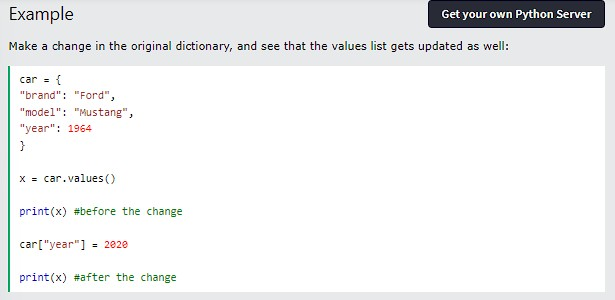 Example
Get your own Python Server
Make a change in the original dictionary, and see that the values list gets updated as well:
car = {
"brand": "Ford",
"model": "Mustang",
"year": 1964
}
x = car.values()
print(x) #before the change
car["year"] = 2020
print(x) #after the change